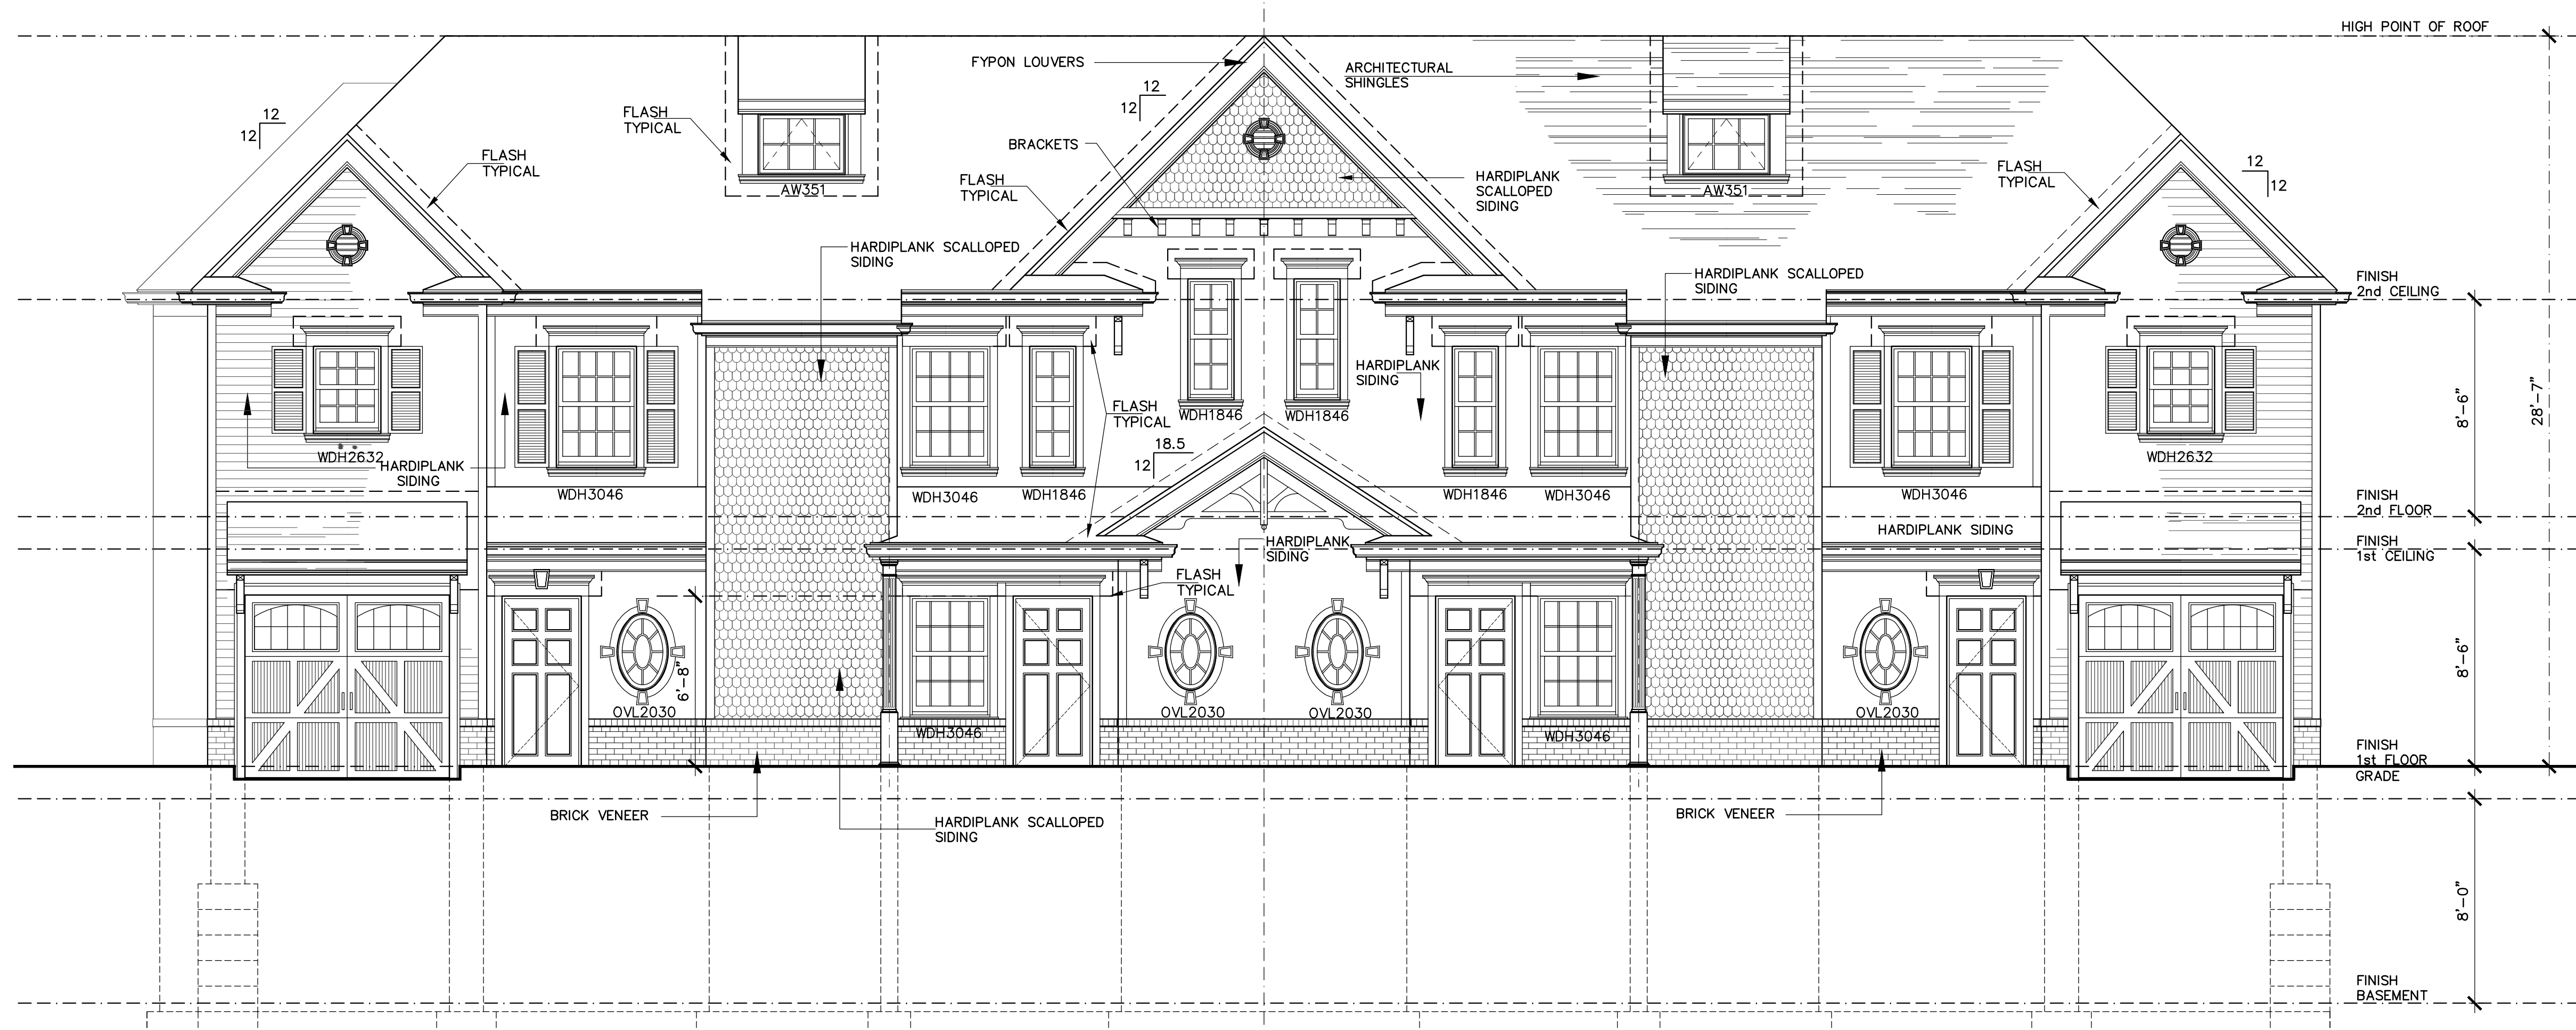 HIGH POINT OF ROOF
FYPON LOUVERS
ARCHITECTURAL
SHINGLES
12
12
12
12
FLASH
TYPICAL
FLASH
TYPICAL
BRACKETS
FLASH
TYPICAL
HARDIPLANK
SCALLOPED
SIDING
FLASH
TYPICAL
12
12
AW351
AW351
HARDIPLANK SCALLOPED
SIDING
HARDIPLANK SCALLOPED
SIDING
FINISH
2nd CEILING
HARDIPLANK
SIDING
8'-6"
28'-7"
WDH1846
WDH1846
FLASH
TYPICAL
WDH2632
HARDIPLANK
SIDING
18.5
12
WDH2632
WDH3046
WDH3046
WDH1846
WDH1846
WDH3046
WDH3046
FINISH
2nd FLOOR
HARDIPLANK SIDING
HARDIPLANK
SIDING
FINISH
1st CEILING
FLASH
TYPICAL
6'-8"
8'-6"
OVL2030
OVL2030
OVL2030
OVL2030
WDH3046
WDH3046
FINISH
1st FLOOR
GRADE
BRICK VENEER
HARDIPLANK SCALLOPED
SIDING
BRICK VENEER
8'-0"
FINISH
BASEMENT